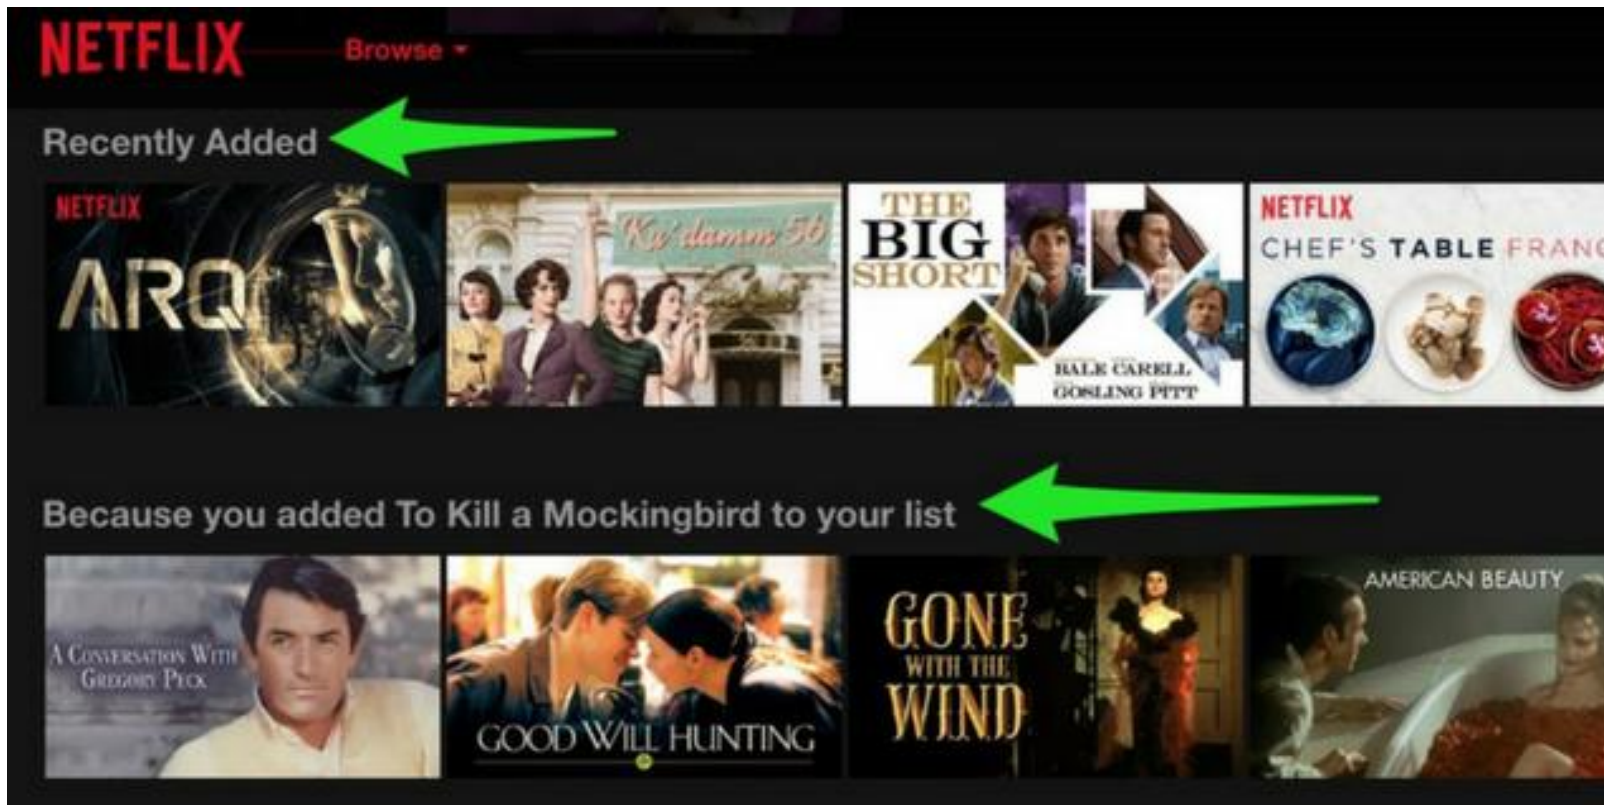 NETFLIX
Browse
Recently Added
NETFLIX
ARQ
Ku'damm 56
THE
BIG
SHORT
BALE CARELL
GOSLING PITT
NETFLIX
CHEF'S TABLE FRANC
Because you added To Kill a Mockingbird to your list
A CONVERSATION WITH
GREGORY PECK
GOOD WILL HUNTING
GONE
WITH THE
WIND
AMERICAN BEAUTY